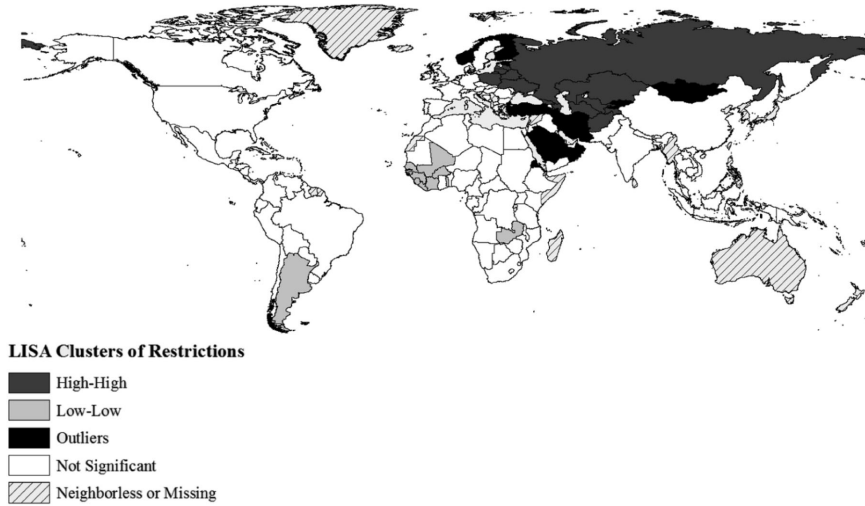 LISA Clusters of Restrictions
High-High
Low-Low
Outliers
Not Significant
Neighborless or Missing